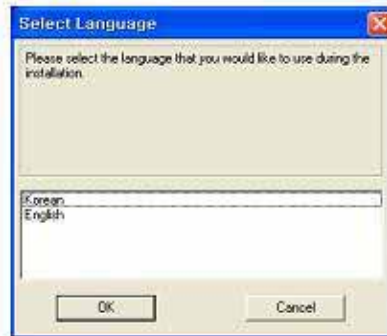 Select Language
Please select the language that you would like to use during the
installation.
Korean
English
OK
Cancel